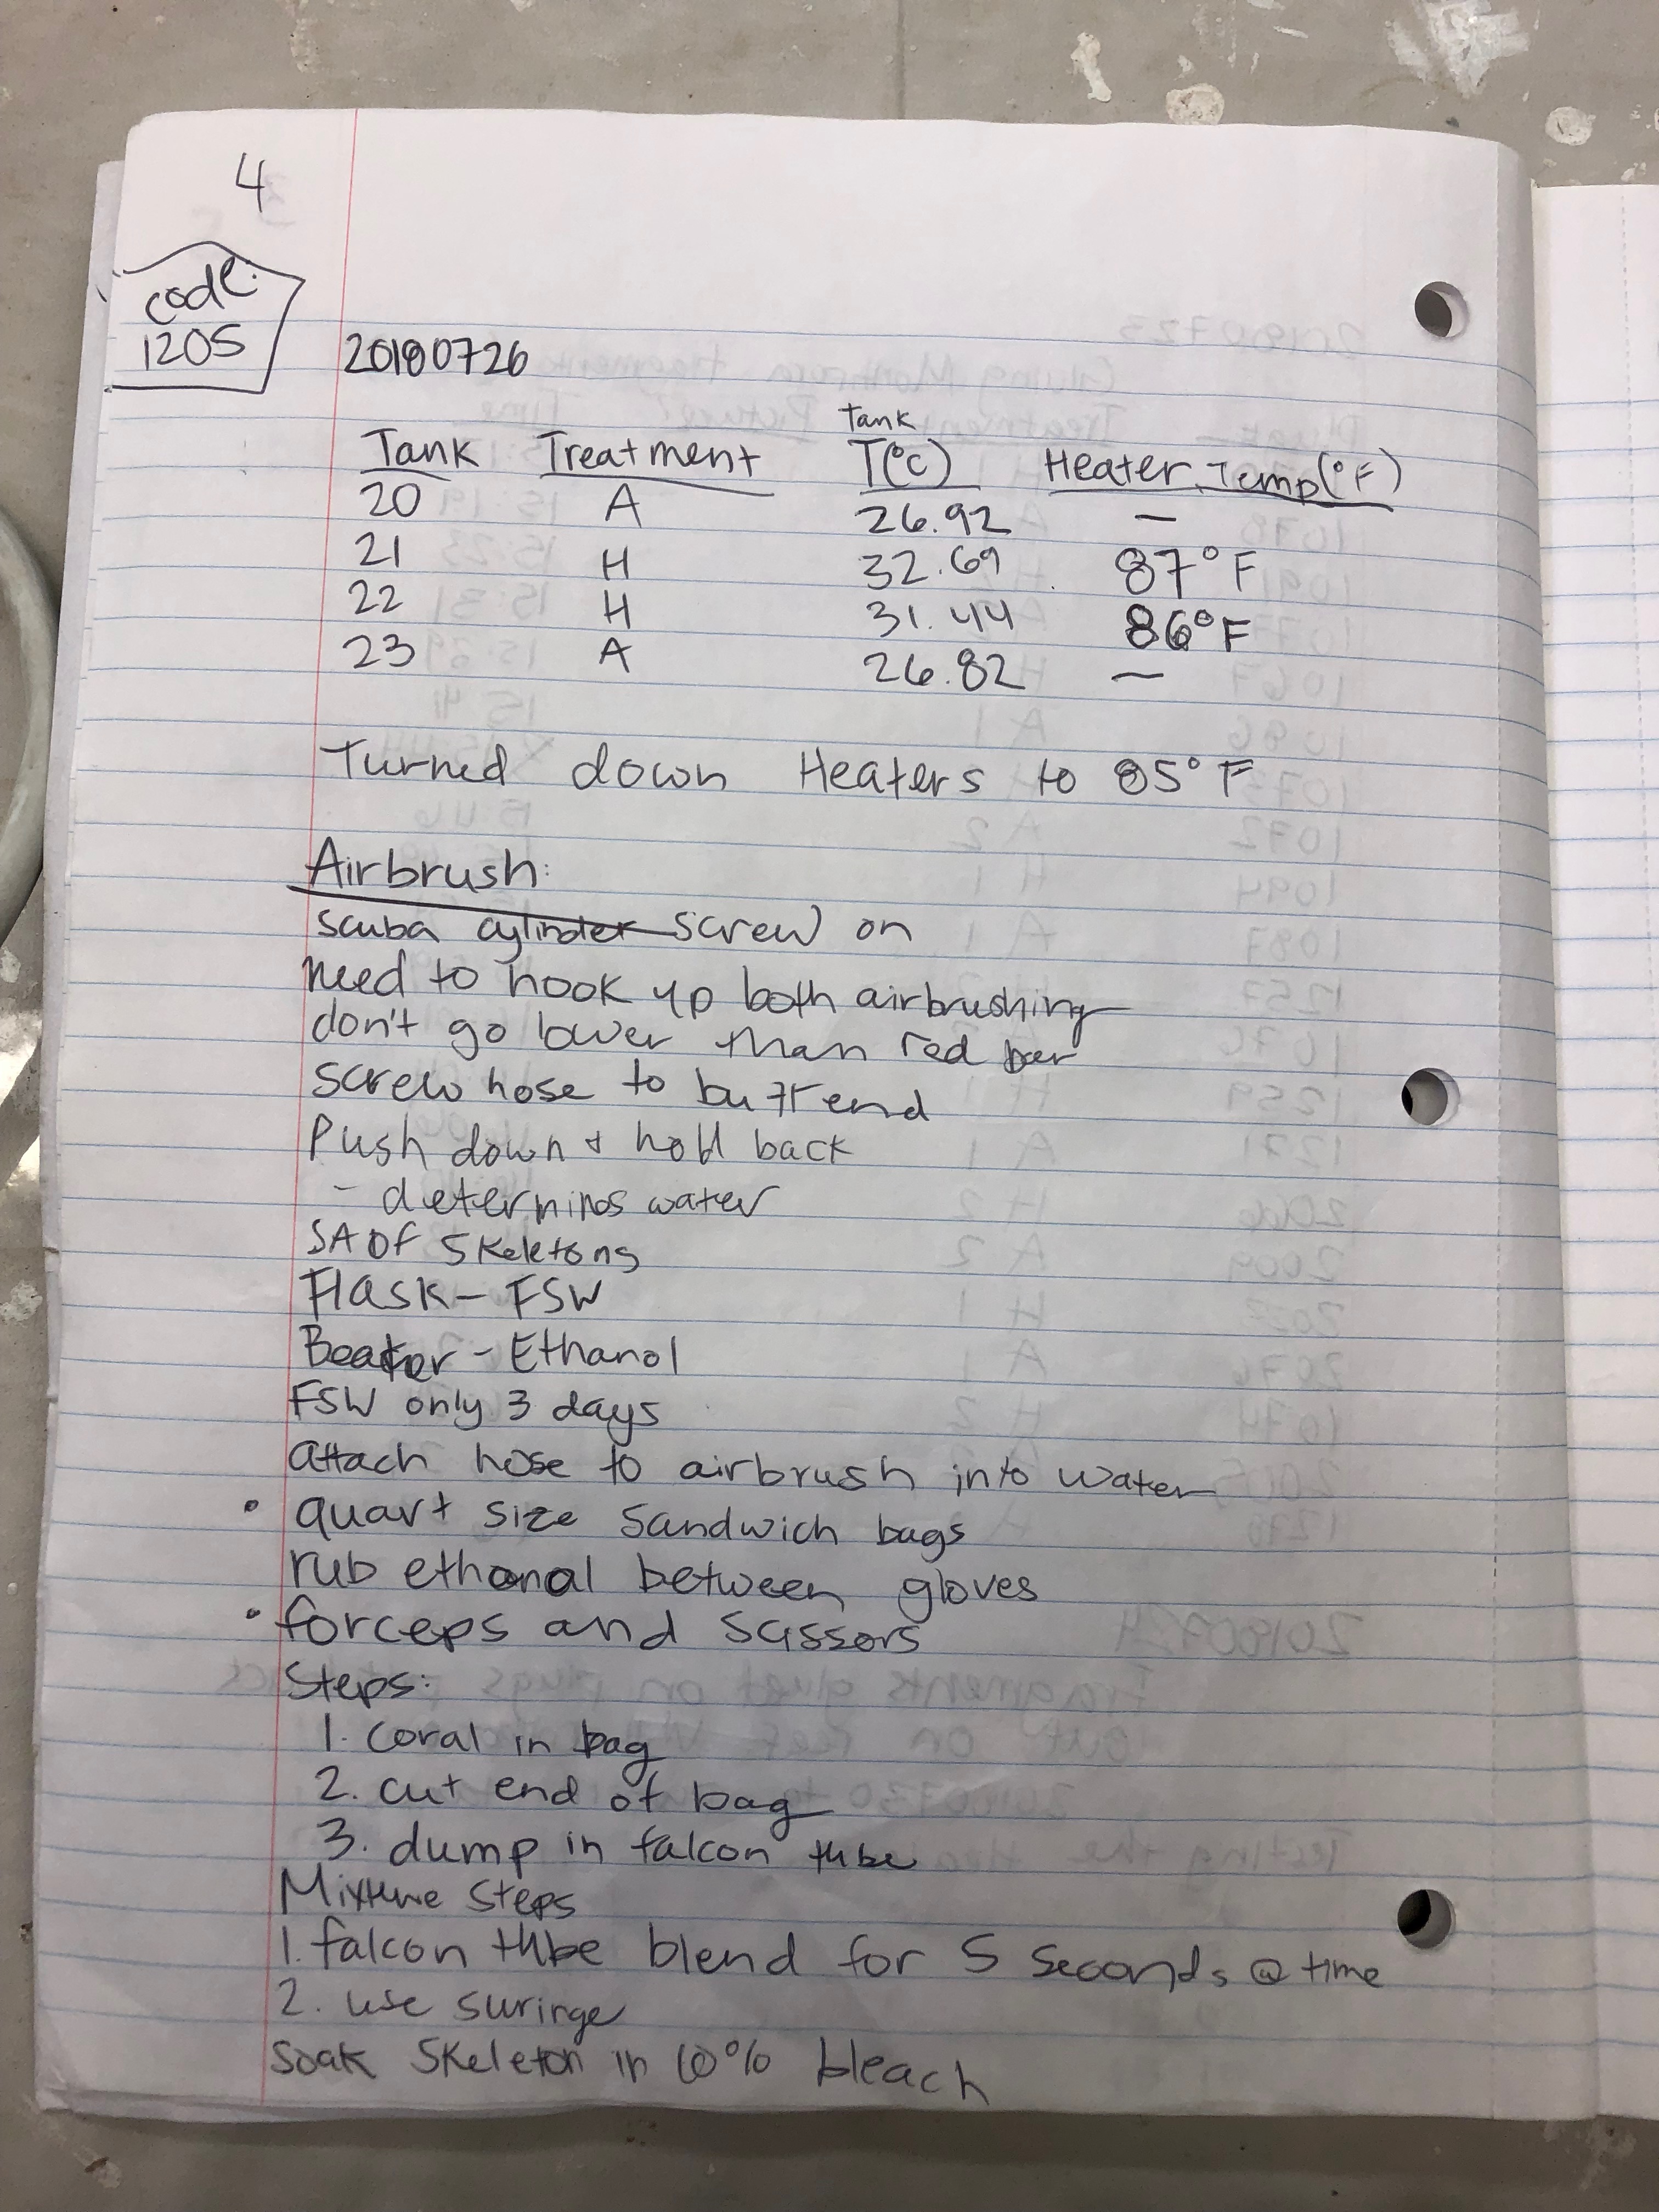 4
code:
1205
20180726
Tank Treatment Tank T(°C) Heater Temp(°F)
20 A 26.92 —
21 H 32.69 87°F
22 H 31.44 86°F
23 A 26.82 —
Turned down Heaters to 85°F
Airbrush:
scuba cylinder screw on
need to hook up both airbrushing
don't go lower than red bar
screw hose to butt end
Push down + hold back
- determines water
SA OF Skeletons
Flask - FSW
Beaker - Ethanol
FSW only 3 days
attach hose to airbrush into water
• quart size sandwich bags
rub ethanol between gloves
• forceps and scissors
Steps:
1. coral in bag
2. cut end of bag
3. dump in falcon tube
Mixture Steps
1. falcon tube blend for 5 seconds @ time
2. use suringe
soak skeleton in 10% bleach